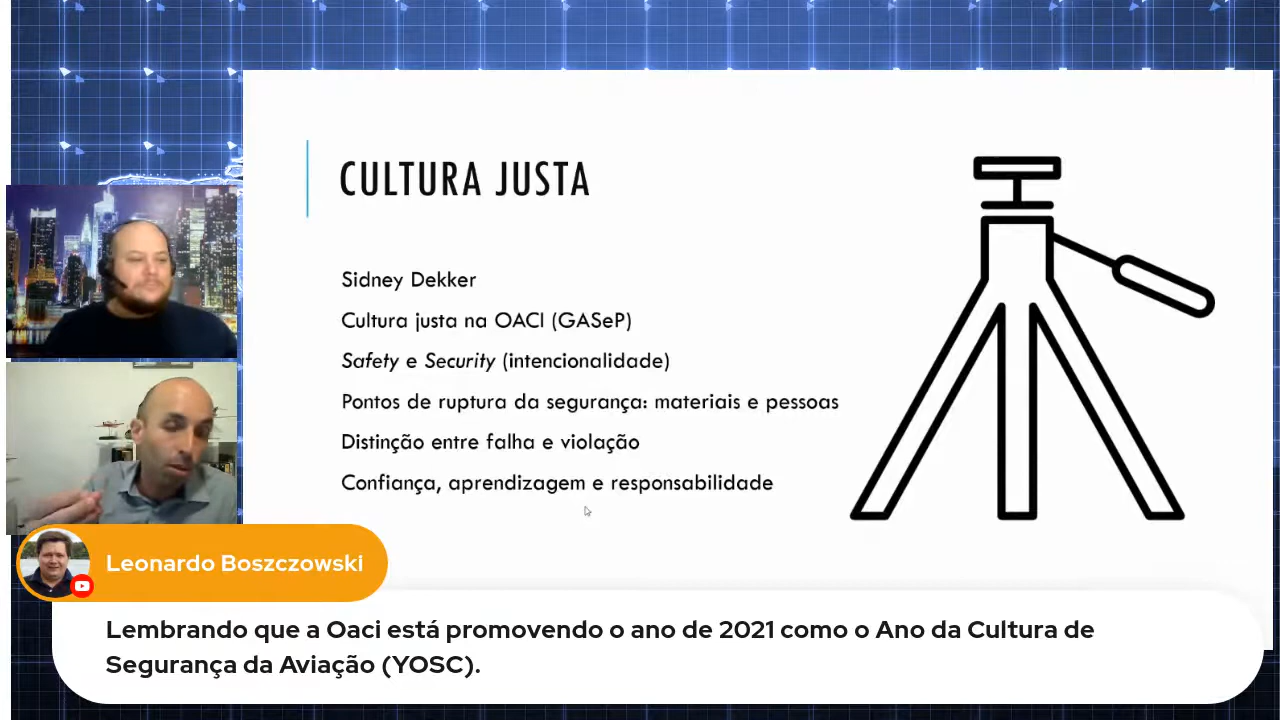 CULTURA JUSTA
Sidney Dekker
Cultura justa na OACI (GASeP)
Safety e Security (intencionalidade)
Pontos de ruptura da segurança: materiais e pessoas
Distinção entre falha e violação
Confiança, aprendizagem e responsabilidade
Leonardo Boszczowski
Lembrando que a Oaci está promovendo o ano de 2021 como o Ano da Cultura de
Segurança da Aviação (YOSC).